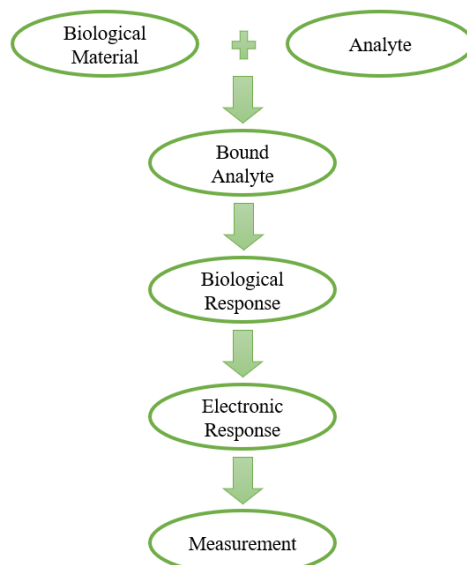 Biological
Material
Analyte
Bound
Analyte
Biological
Response
Electronic
Response
Measurement